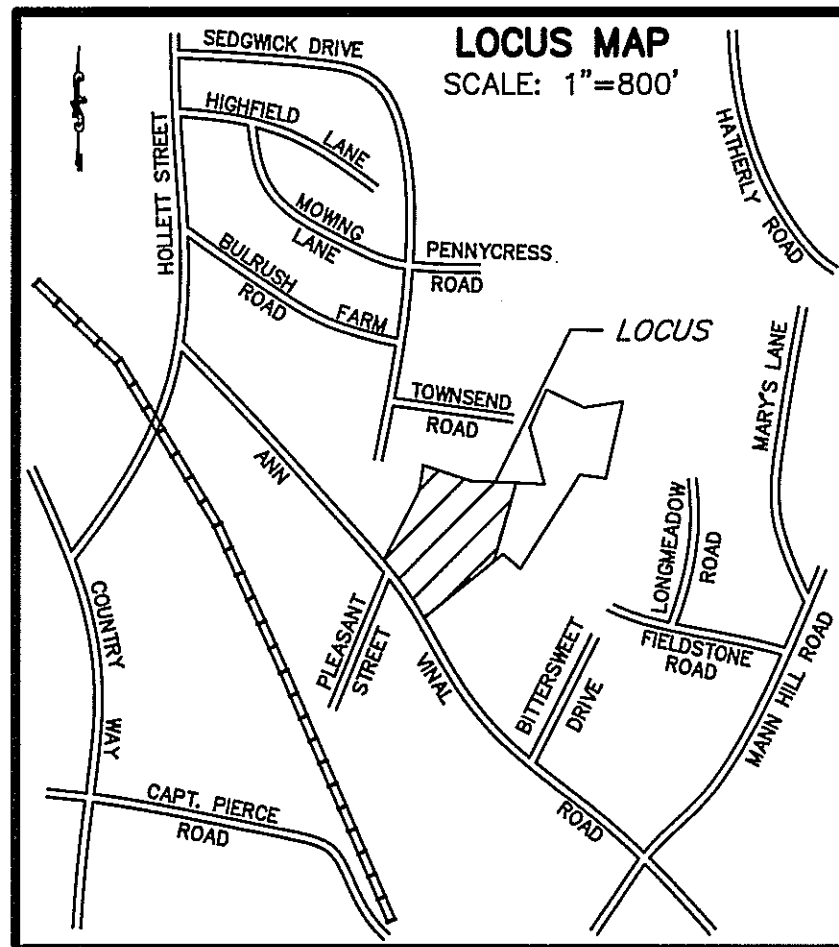 LOCUS MAP
SCALE: 1"=800'
SEDGWICK DRIVE
HIGHFIELD
LANE
HOLLETT STREET
MOWING
LANE
BULRUSH
FARM
ROAD
PENNYCRESS
ROAD
HATHERLY ROAD
LOCUS
TOWNSEND
ROAD
MARY'S LANE
ANN
VINAL
ROAD
LONGMEADOW
ROAD
COUNTRY
WAY
PLEASANT
STREET
FIELDSTONE
ROAD
BITTERSWEET
DRIVE
MANN HILL ROAD
CAPT. PIERCE
ROAD